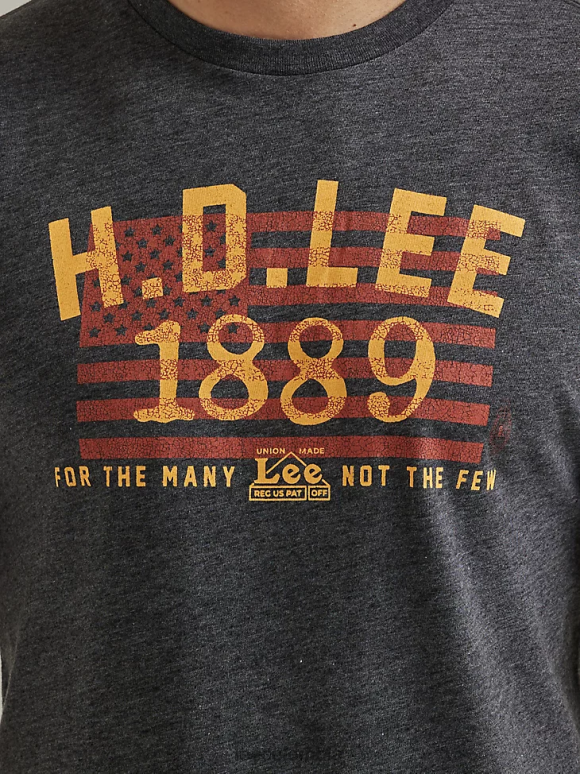 H.D.LEE
1889
UNION MADE
FOR THE MANY Lee NOT THE FEW
REG US PAT OFF